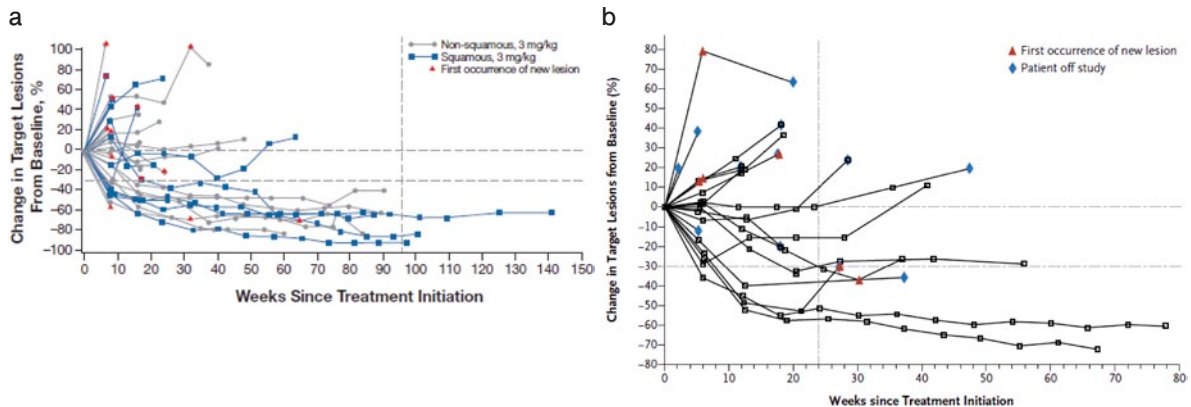 a
Change in Target Lesions
From Baseline, %
100
80
60
40
20
0
−20
−40
−60
−80
−100
Non-squamous, 3 mg/kg
Squamous, 3 mg/kg
First occurrence of new lesion
0 10 20 30 40 50 60 70 80 90 100 110 120 130 140 150
Weeks Since Treatment Initiation
b
Change in Target Lesions from Baseline (%)
80
70
60
50
40
30
20
10
0
−10
−20
−30
−40
−50
−60
−70
−80
First occurrence of new lesion
Patient off study
0 10 20 30 40 50 60 70 80
Weeks since Treatment Initiation